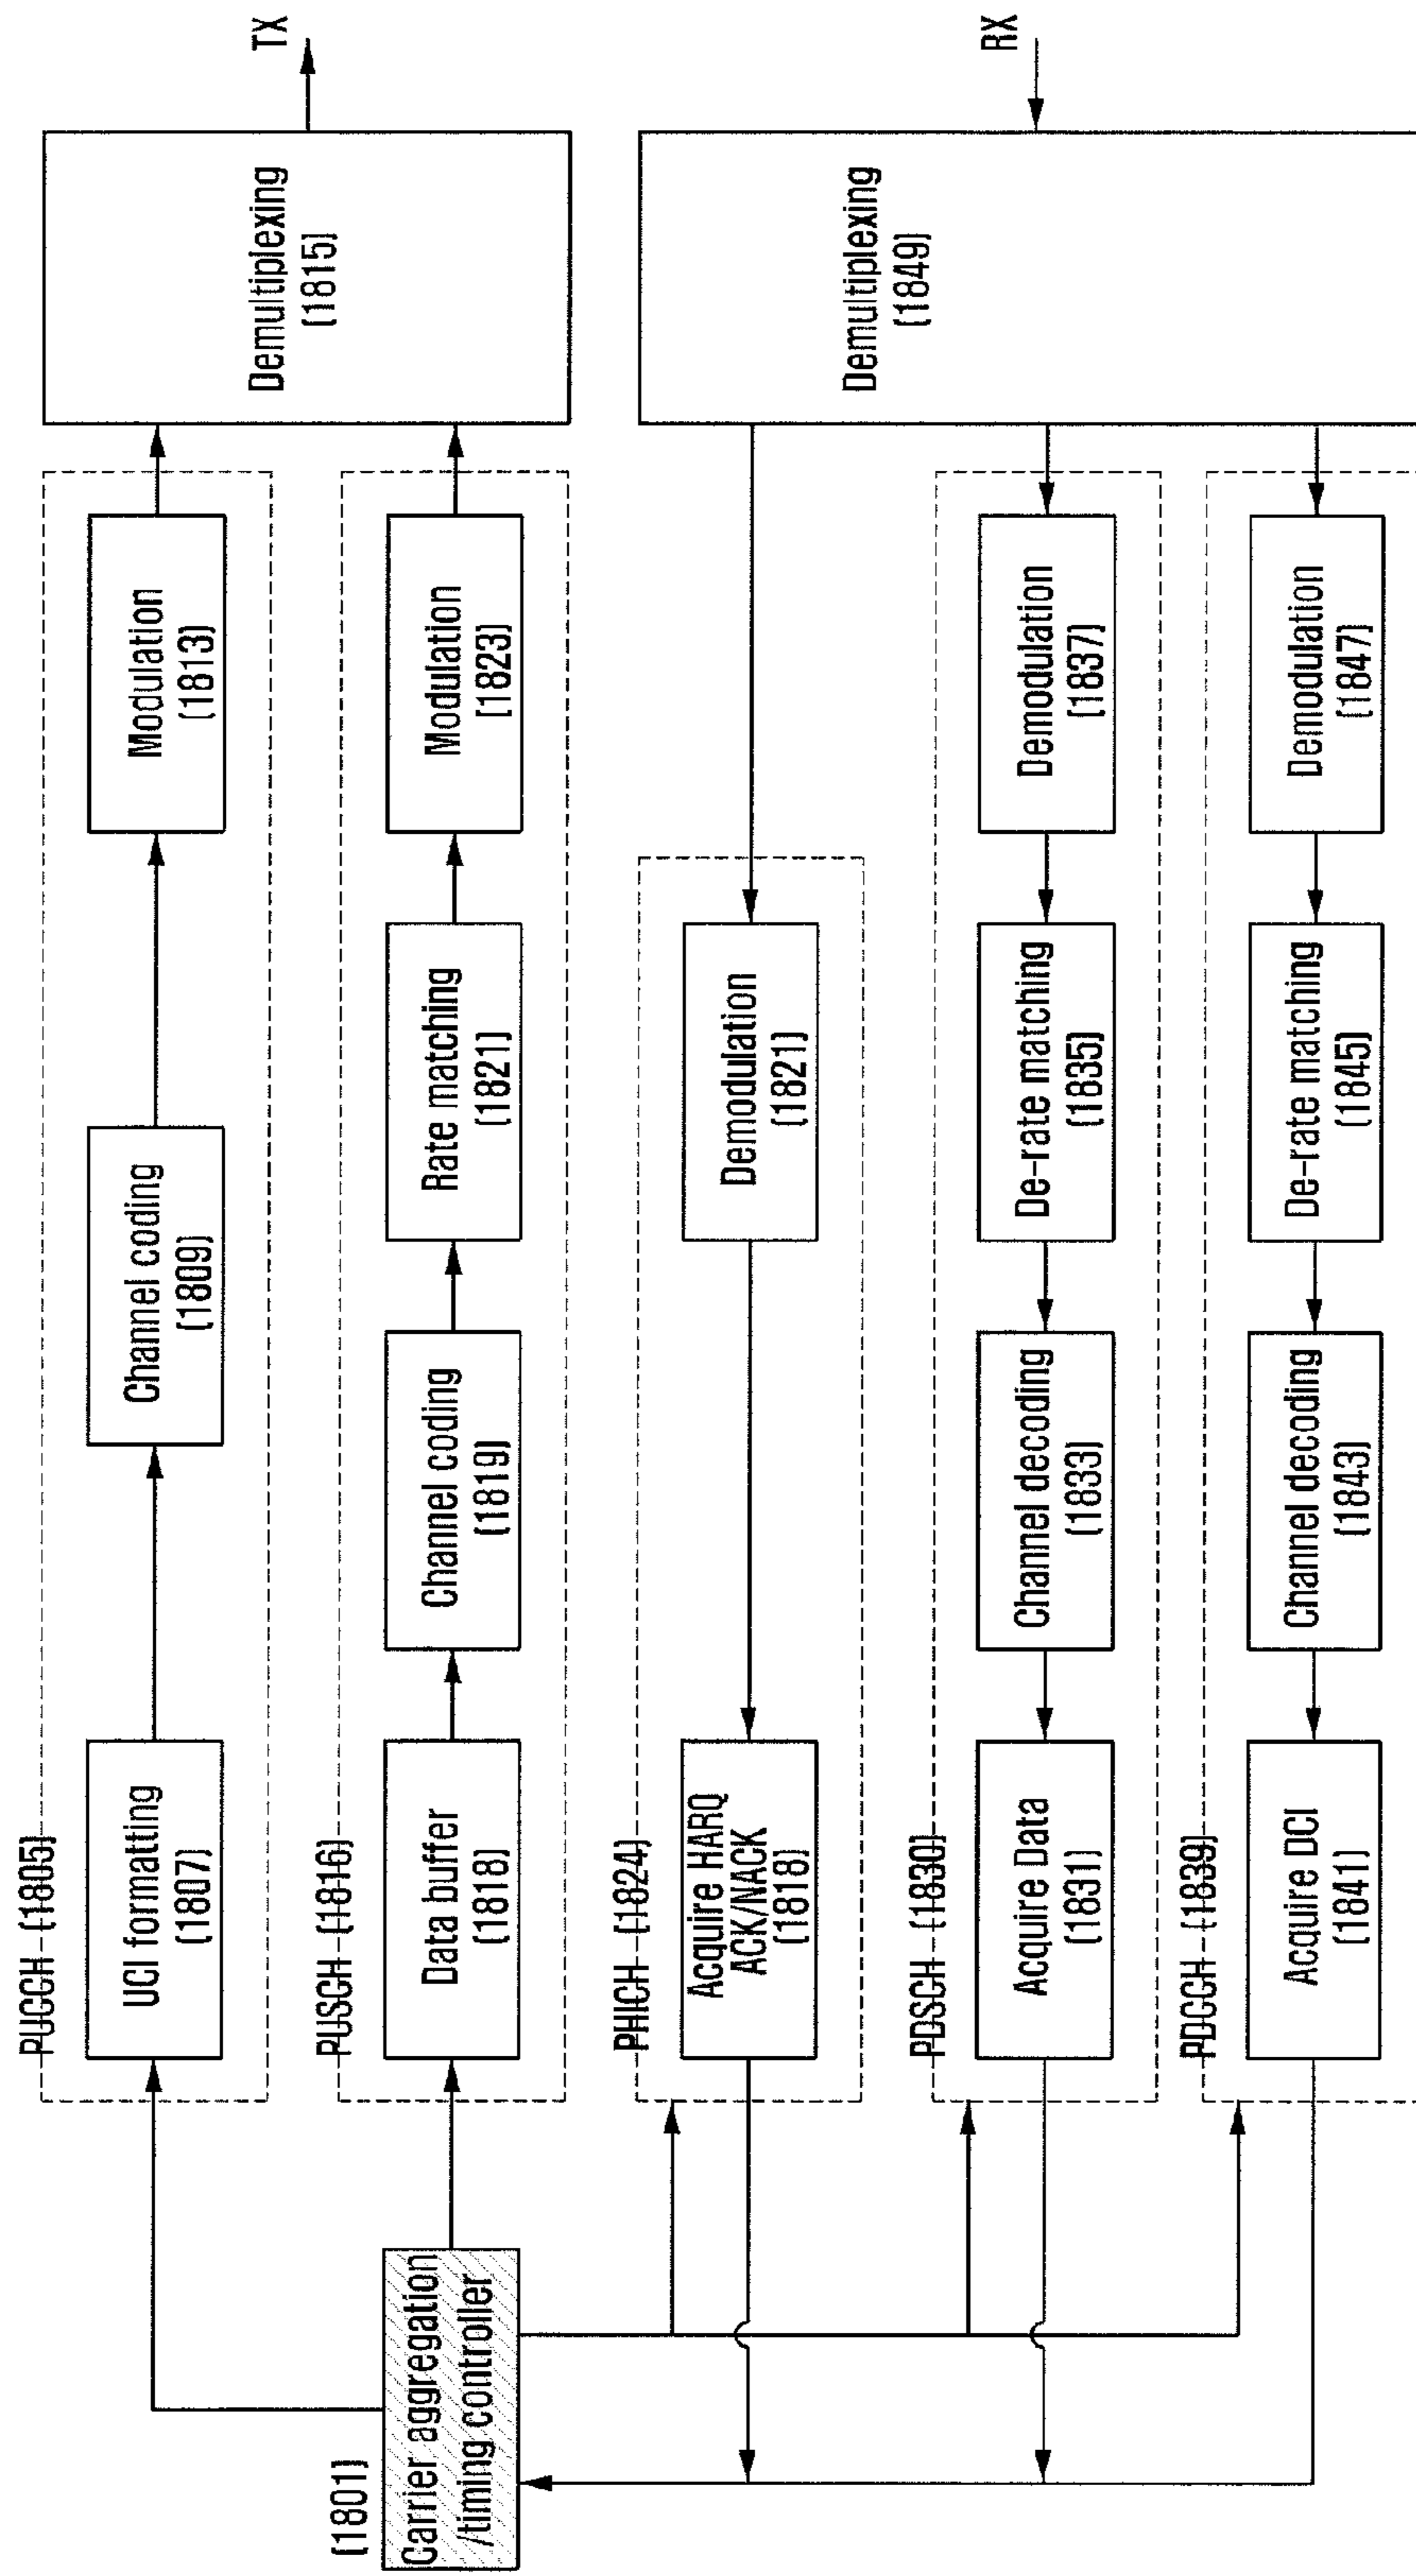 (1801)
Carrier aggregation
/timing controller
PUCCH (1805)
UCI formatting
(1807)
Channel coding
(1809)
Modulation
(1813)
PUSCH (1816)
Data buffer
(1818)
Channel coding
(1819)
Rate matching
(1821)
Modulation
(1823)
Demultiplexing
(1815)
TX
PHICH (1824)
Acquire HARQ
ACK/NACK
(1818)
Demodulation
(1821)
PDSCH (1830)
Acquire Data
(1831)
Channel decoding
(1833)
De-rate matching
(1835)
Demodulation
(1837)
PDCCH (1839)
Acquire DCI
(1841)
Channel decoding
(1843)
De-rate matching
(1845)
Demodulation
(1847)
Demultiplexing
(1849)
RX